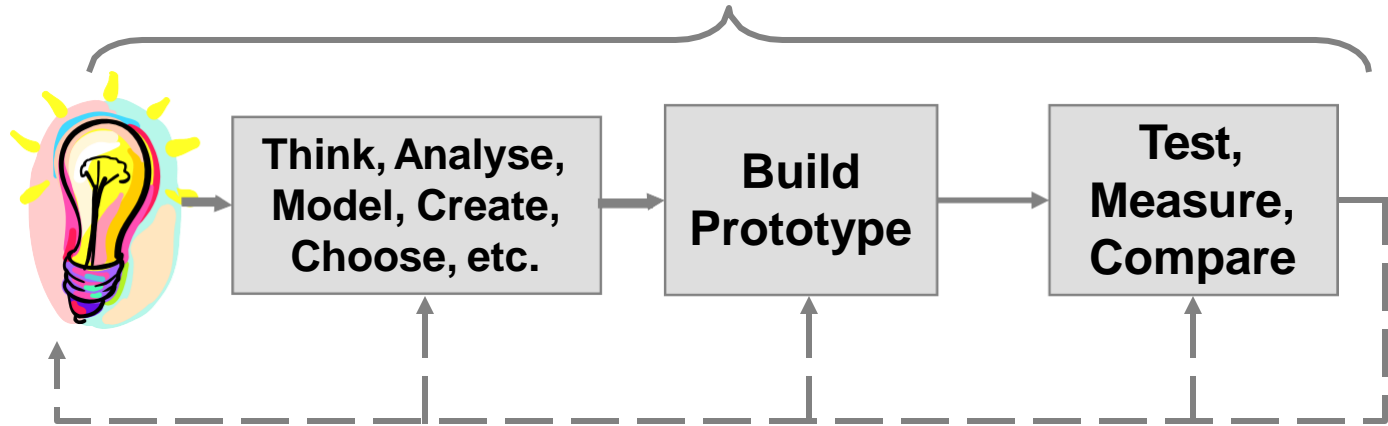 Think, Analyse,
Model, Create,
Choose, etc.
Build
Prototype
Test,
Measure,
Compare